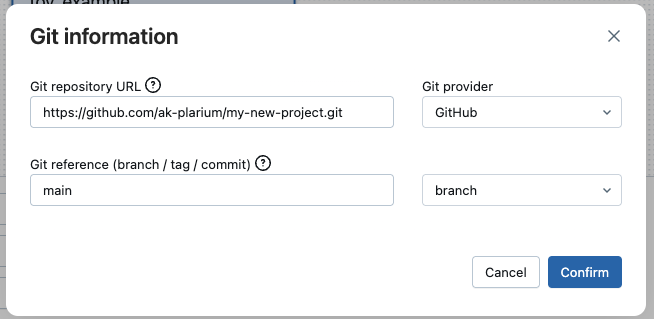 toy_example
Git information
Git repository URL ?
Git provider
https://github.com/ak-plarium/my-new-project.git
GitHub
Git reference (branch / tag / commit) ?
main
branch
Cancel
Confirm